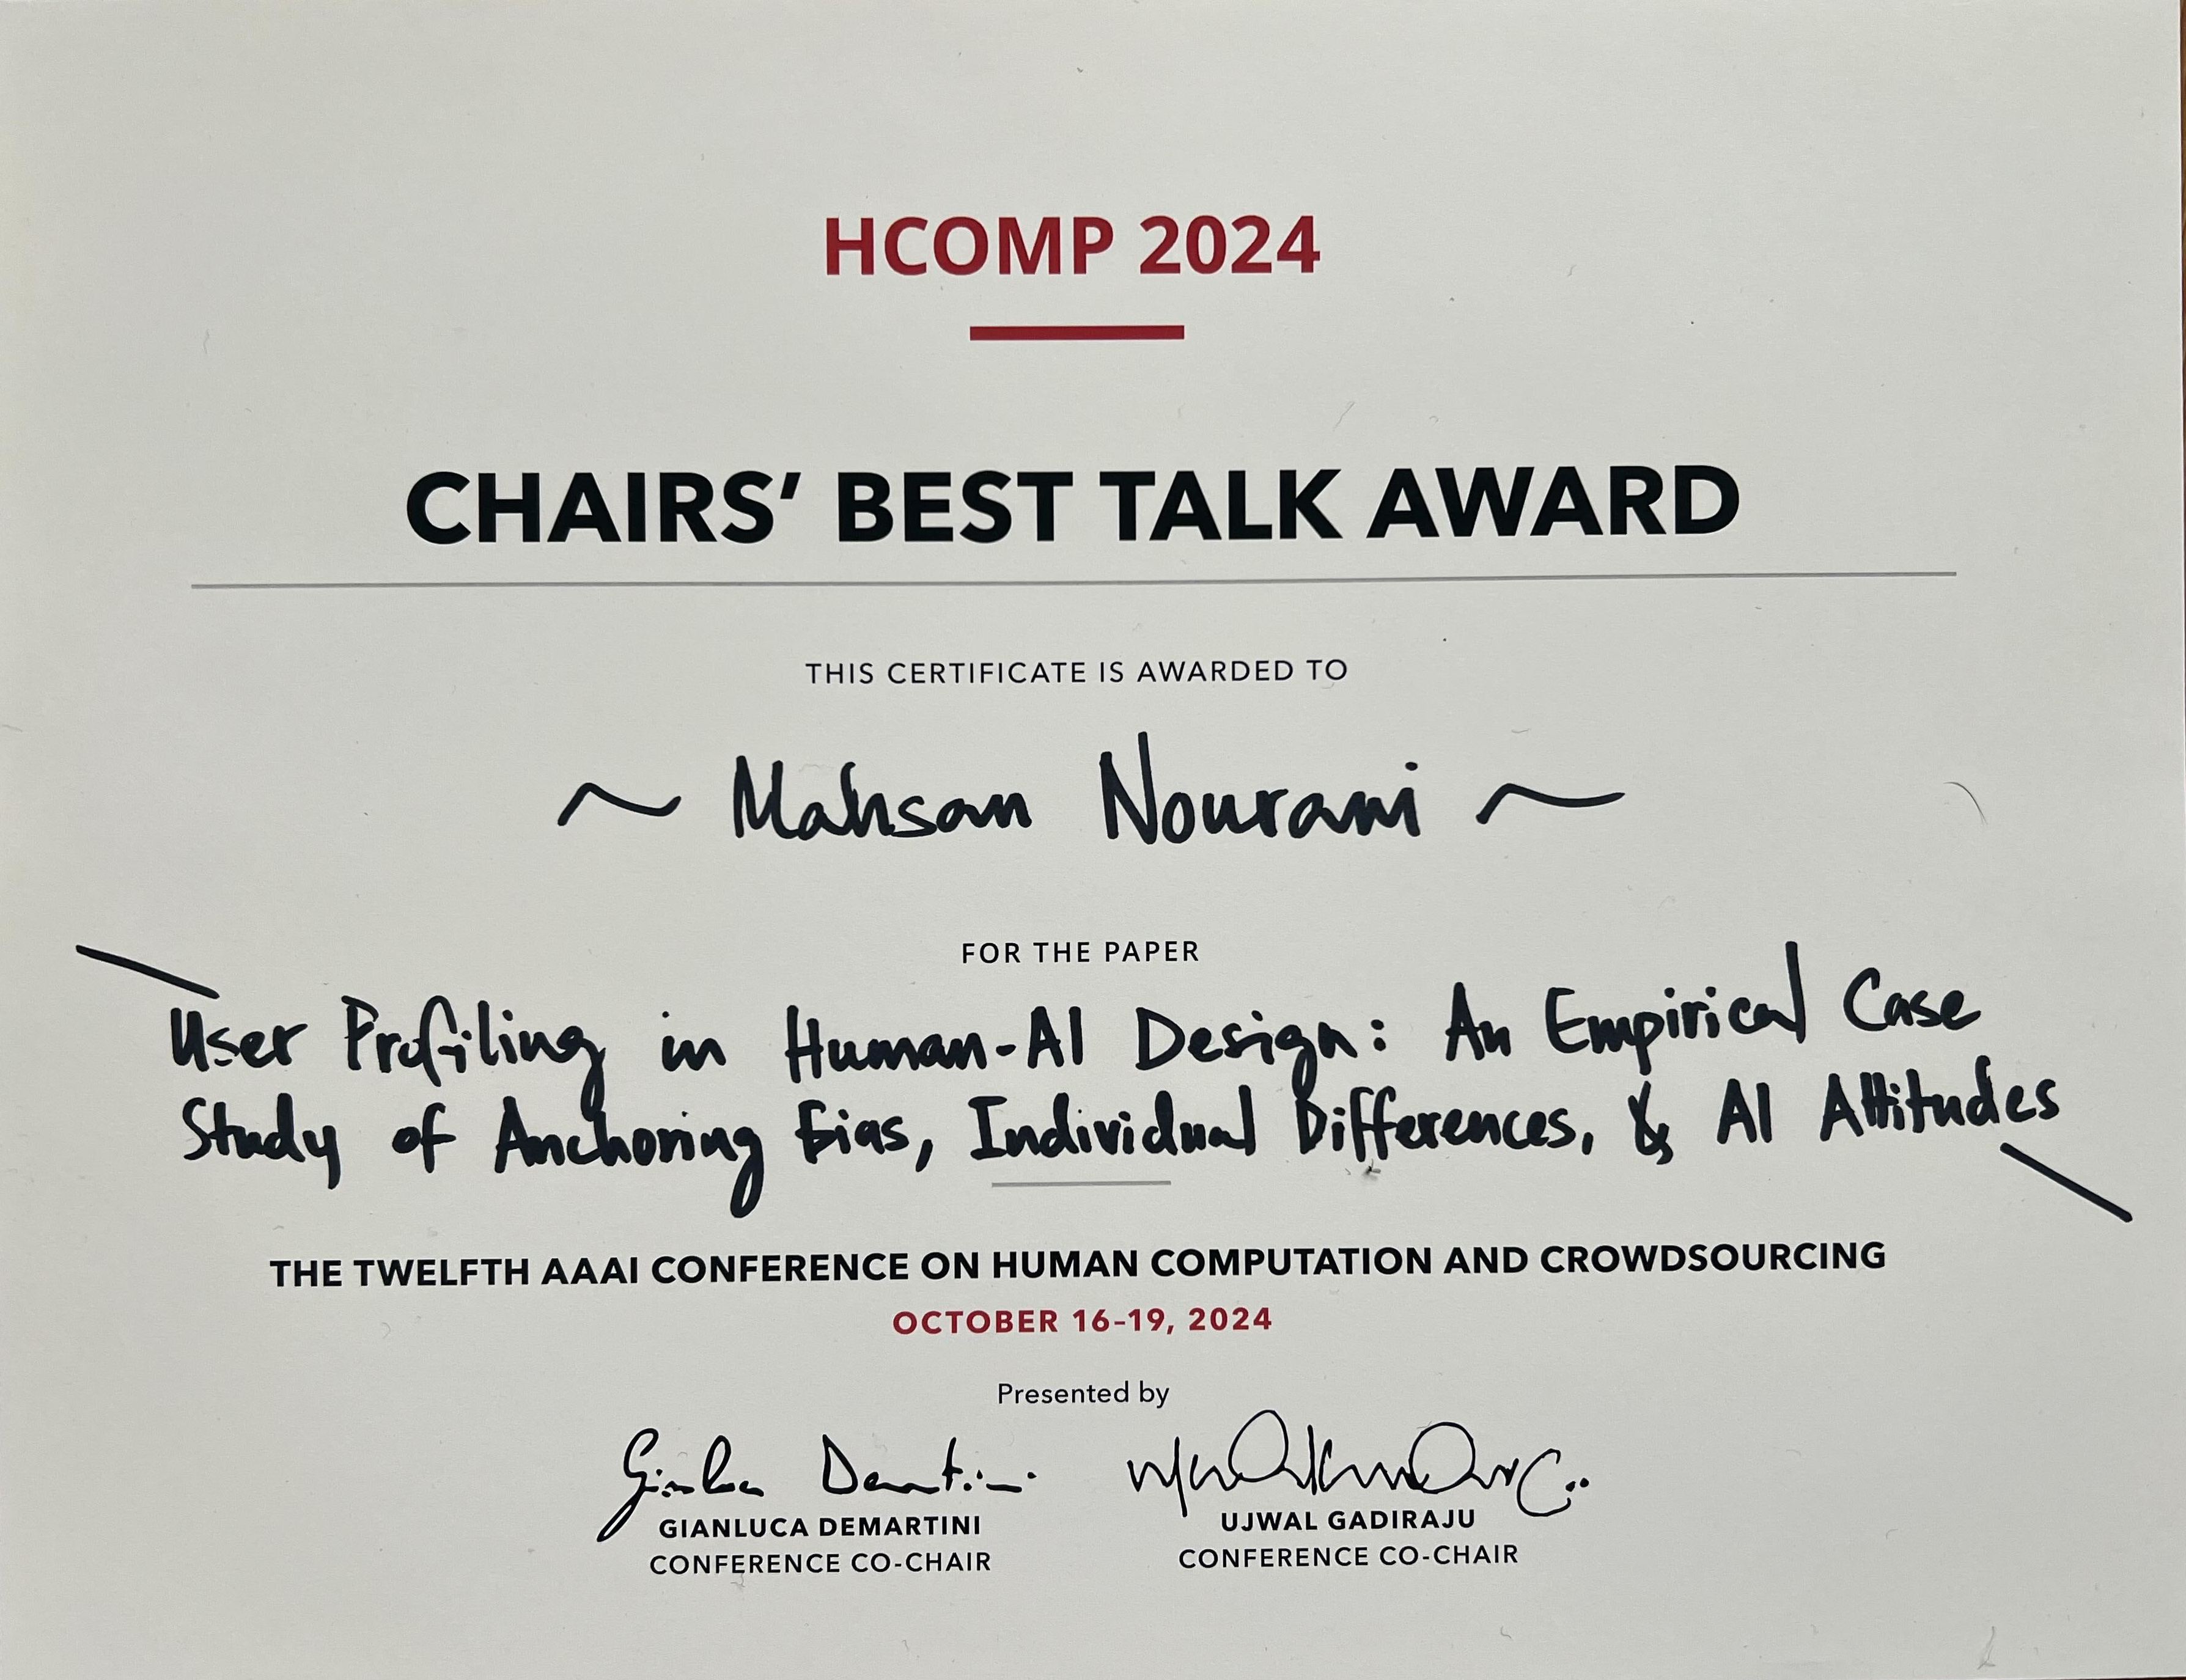 HCOMP 2024
CHAIRS’ BEST TALK AWARD
THIS CERTIFICATE IS AWARDED TO
~ Mahsan Nourani ~
FOR THE PAPER
User Profiling in Human-AI Design: An Empirical Case
Study of Anchoring Bias, Individual Differences, & AI Attitudes
THE TWELFTH AAAI CONFERENCE ON HUMAN COMPUTATION AND CROWDSOURCING
OCTOBER 16–19, 2024
Presented by
Gianluca Demartini
GIANLUCA DEMARTINI
CONFERENCE CO-CHAIR
UJWAL GADIRAJU
CONFERENCE CO-CHAIR